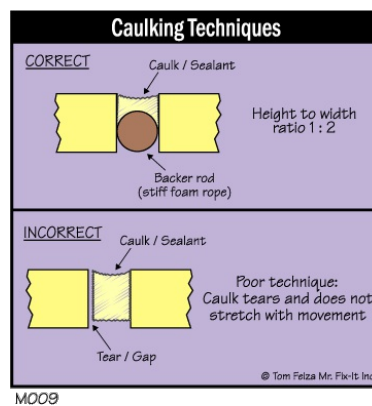 Caulking Techniques
CORRECT
Caulk / Sealant
Height to width
ratio 1 : 2
Backer rod
(stiff foam rope)
INCORRECT
Caulk / Sealant
Poor technique:
Caulk tears and does not
stretch with movement
Tear / Gap
© Tom Feiza Mr. Fix-It Inc
M009